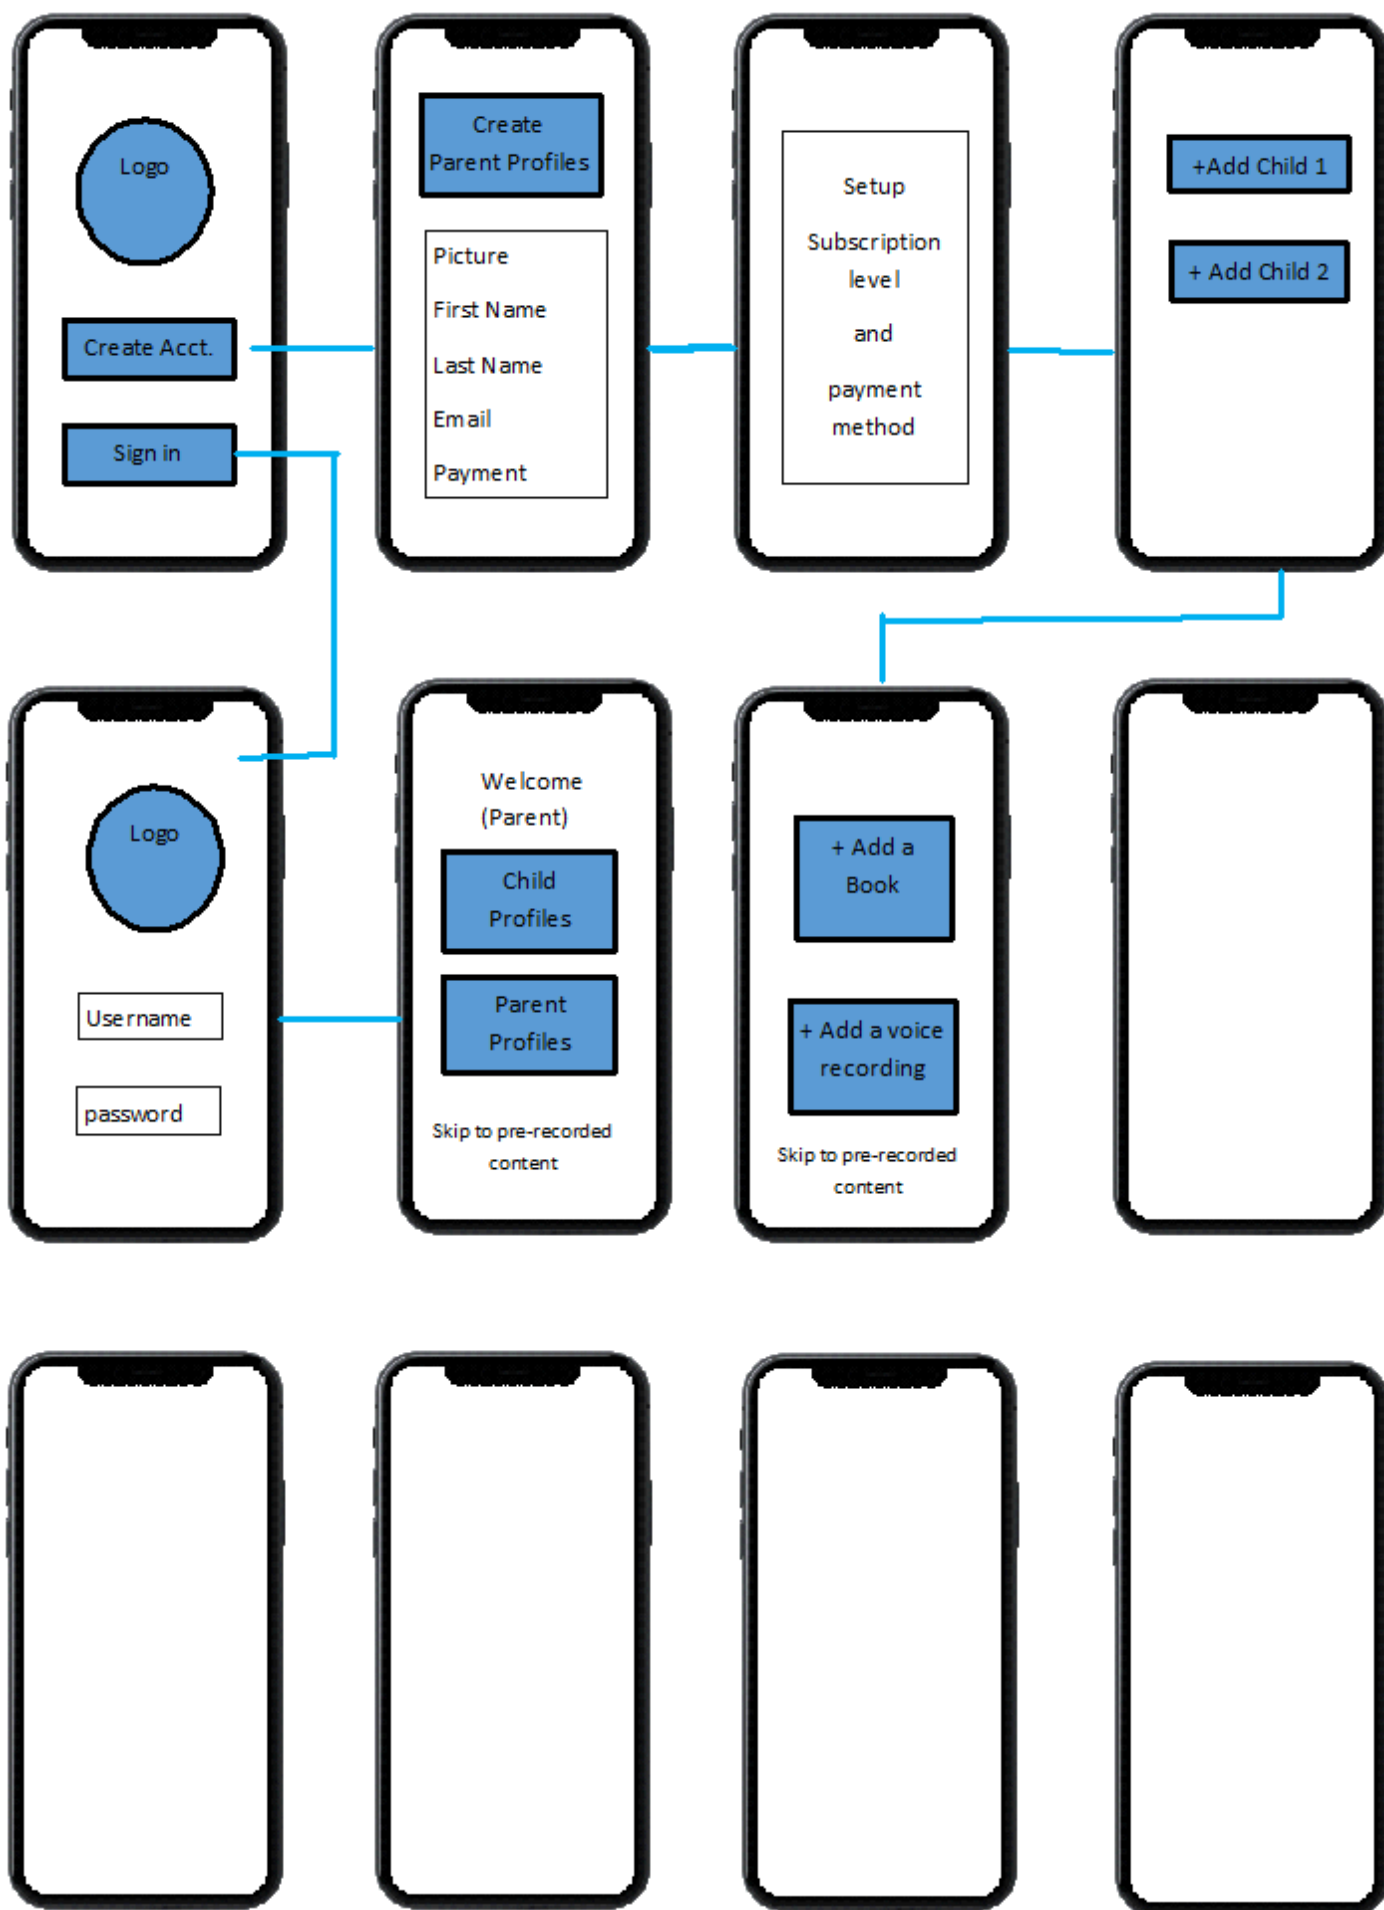 Logo
Create Acct.
Sign in
Create
Parent Profiles
Picture
First Name
Last Name
Email
Payment
Setup
Subscription
level
and
payment
method
+Add Child 1
+ Add Child 2
Logo
Username
password
Welcome
(Parent)
Child
Profiles
Parent
Profiles
Skip to pre-recorded
content
+ Add a
Book
+ Add a voice
recording
Skip to pre-recorded
content